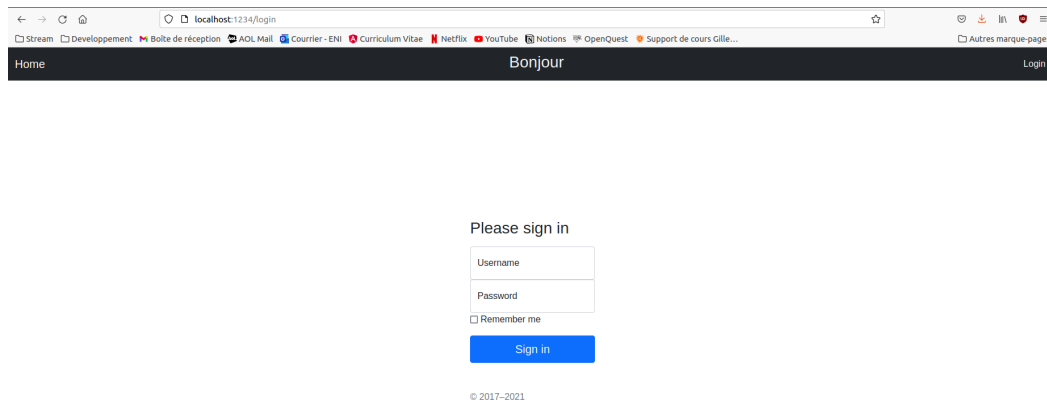 localhost:1234/login
Stream Developpement Boîte de réception AOL Mail Courrier - ENI Curriculum Vitae Netflix YouTube Notions OpenQuest Support de cours Gille… Autres marque-page
Home Bonjour Login
Please sign in
Username
Password
Remember me
Sign in
© 2017–2021